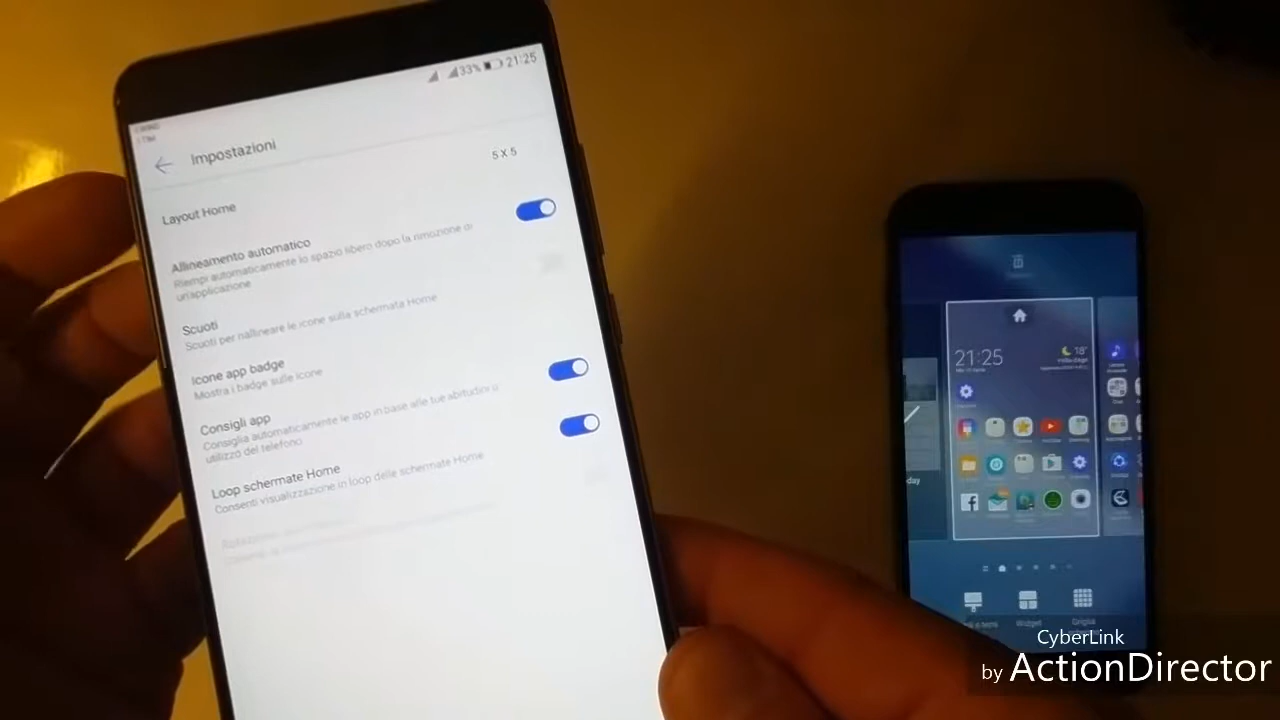 33% 21:25
Impostazioni
Layout Home
5 X 5
Allineamento automatico
Riempi automaticamente lo spazio libero dopo la rimozione di
un'applicazione
Scuoti
Scuoti per riallineare le icone sulla schermata Home
Icone app badge
Mostra i badge sulle icone
Consigli app
Consiglia automaticamente le app in base alle tue abitudini o
utilizzo del telefono
Loop schermate Home
Consenti visualizzazione in loop delle schermate Home
21:25
18°
day
Widget
Griglia
CyberLink
by ActionDirector